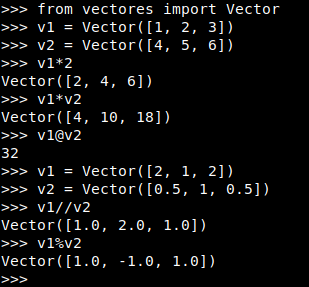 >>> from vectores import Vector
>>> v1 = Vector([1, 2, 3])
>>> v2 = Vector([4, 5, 6])
>>> v1*2
Vector([2, 4, 6])
>>> v1*v2
Vector([4, 10, 18])
>>> v1@v2
32
>>> v1 = Vector([2, 1, 2])
>>> v2 = Vector([0.5, 1, 0.5])
>>> v1//v2
Vector([1.0, 2.0, 1.0])
>>> v1%v2
Vector([1.0, -1.0, 1.0])
>>>